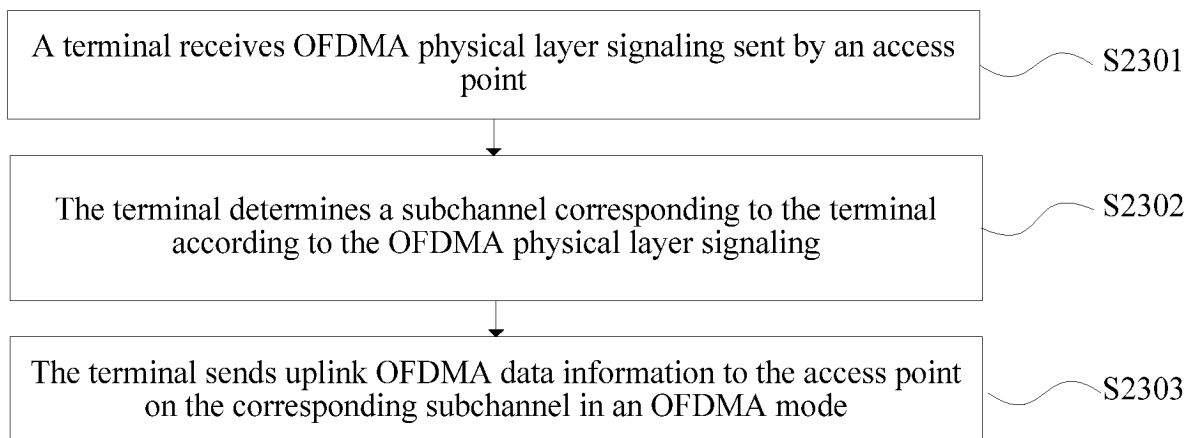 A terminal receives OFDMA physical layer signaling sent by an access
point
S2301
The terminal determines a subchannel corresponding to the terminal
according to the OFDMA physical layer signaling
S2302
The terminal sends uplink OFDMA data information to the access point
on the corresponding subchannel in an OFDMA mode
S2303